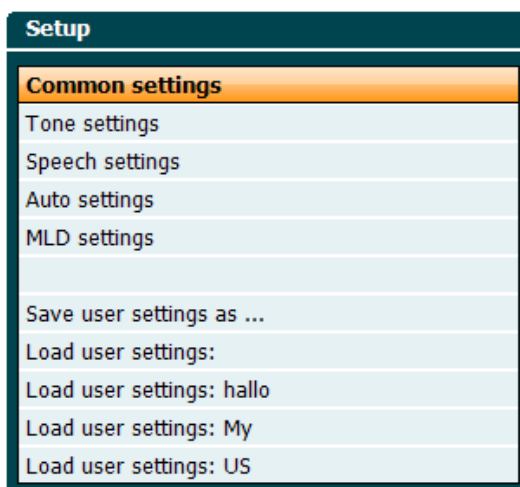 Setup
Common settings
Tone settings
Speech settings
Auto settings
MLD settings
Save user settings as ...
Load user settings:
Load user settings: hallo
Load user settings: My
Load user settings: US